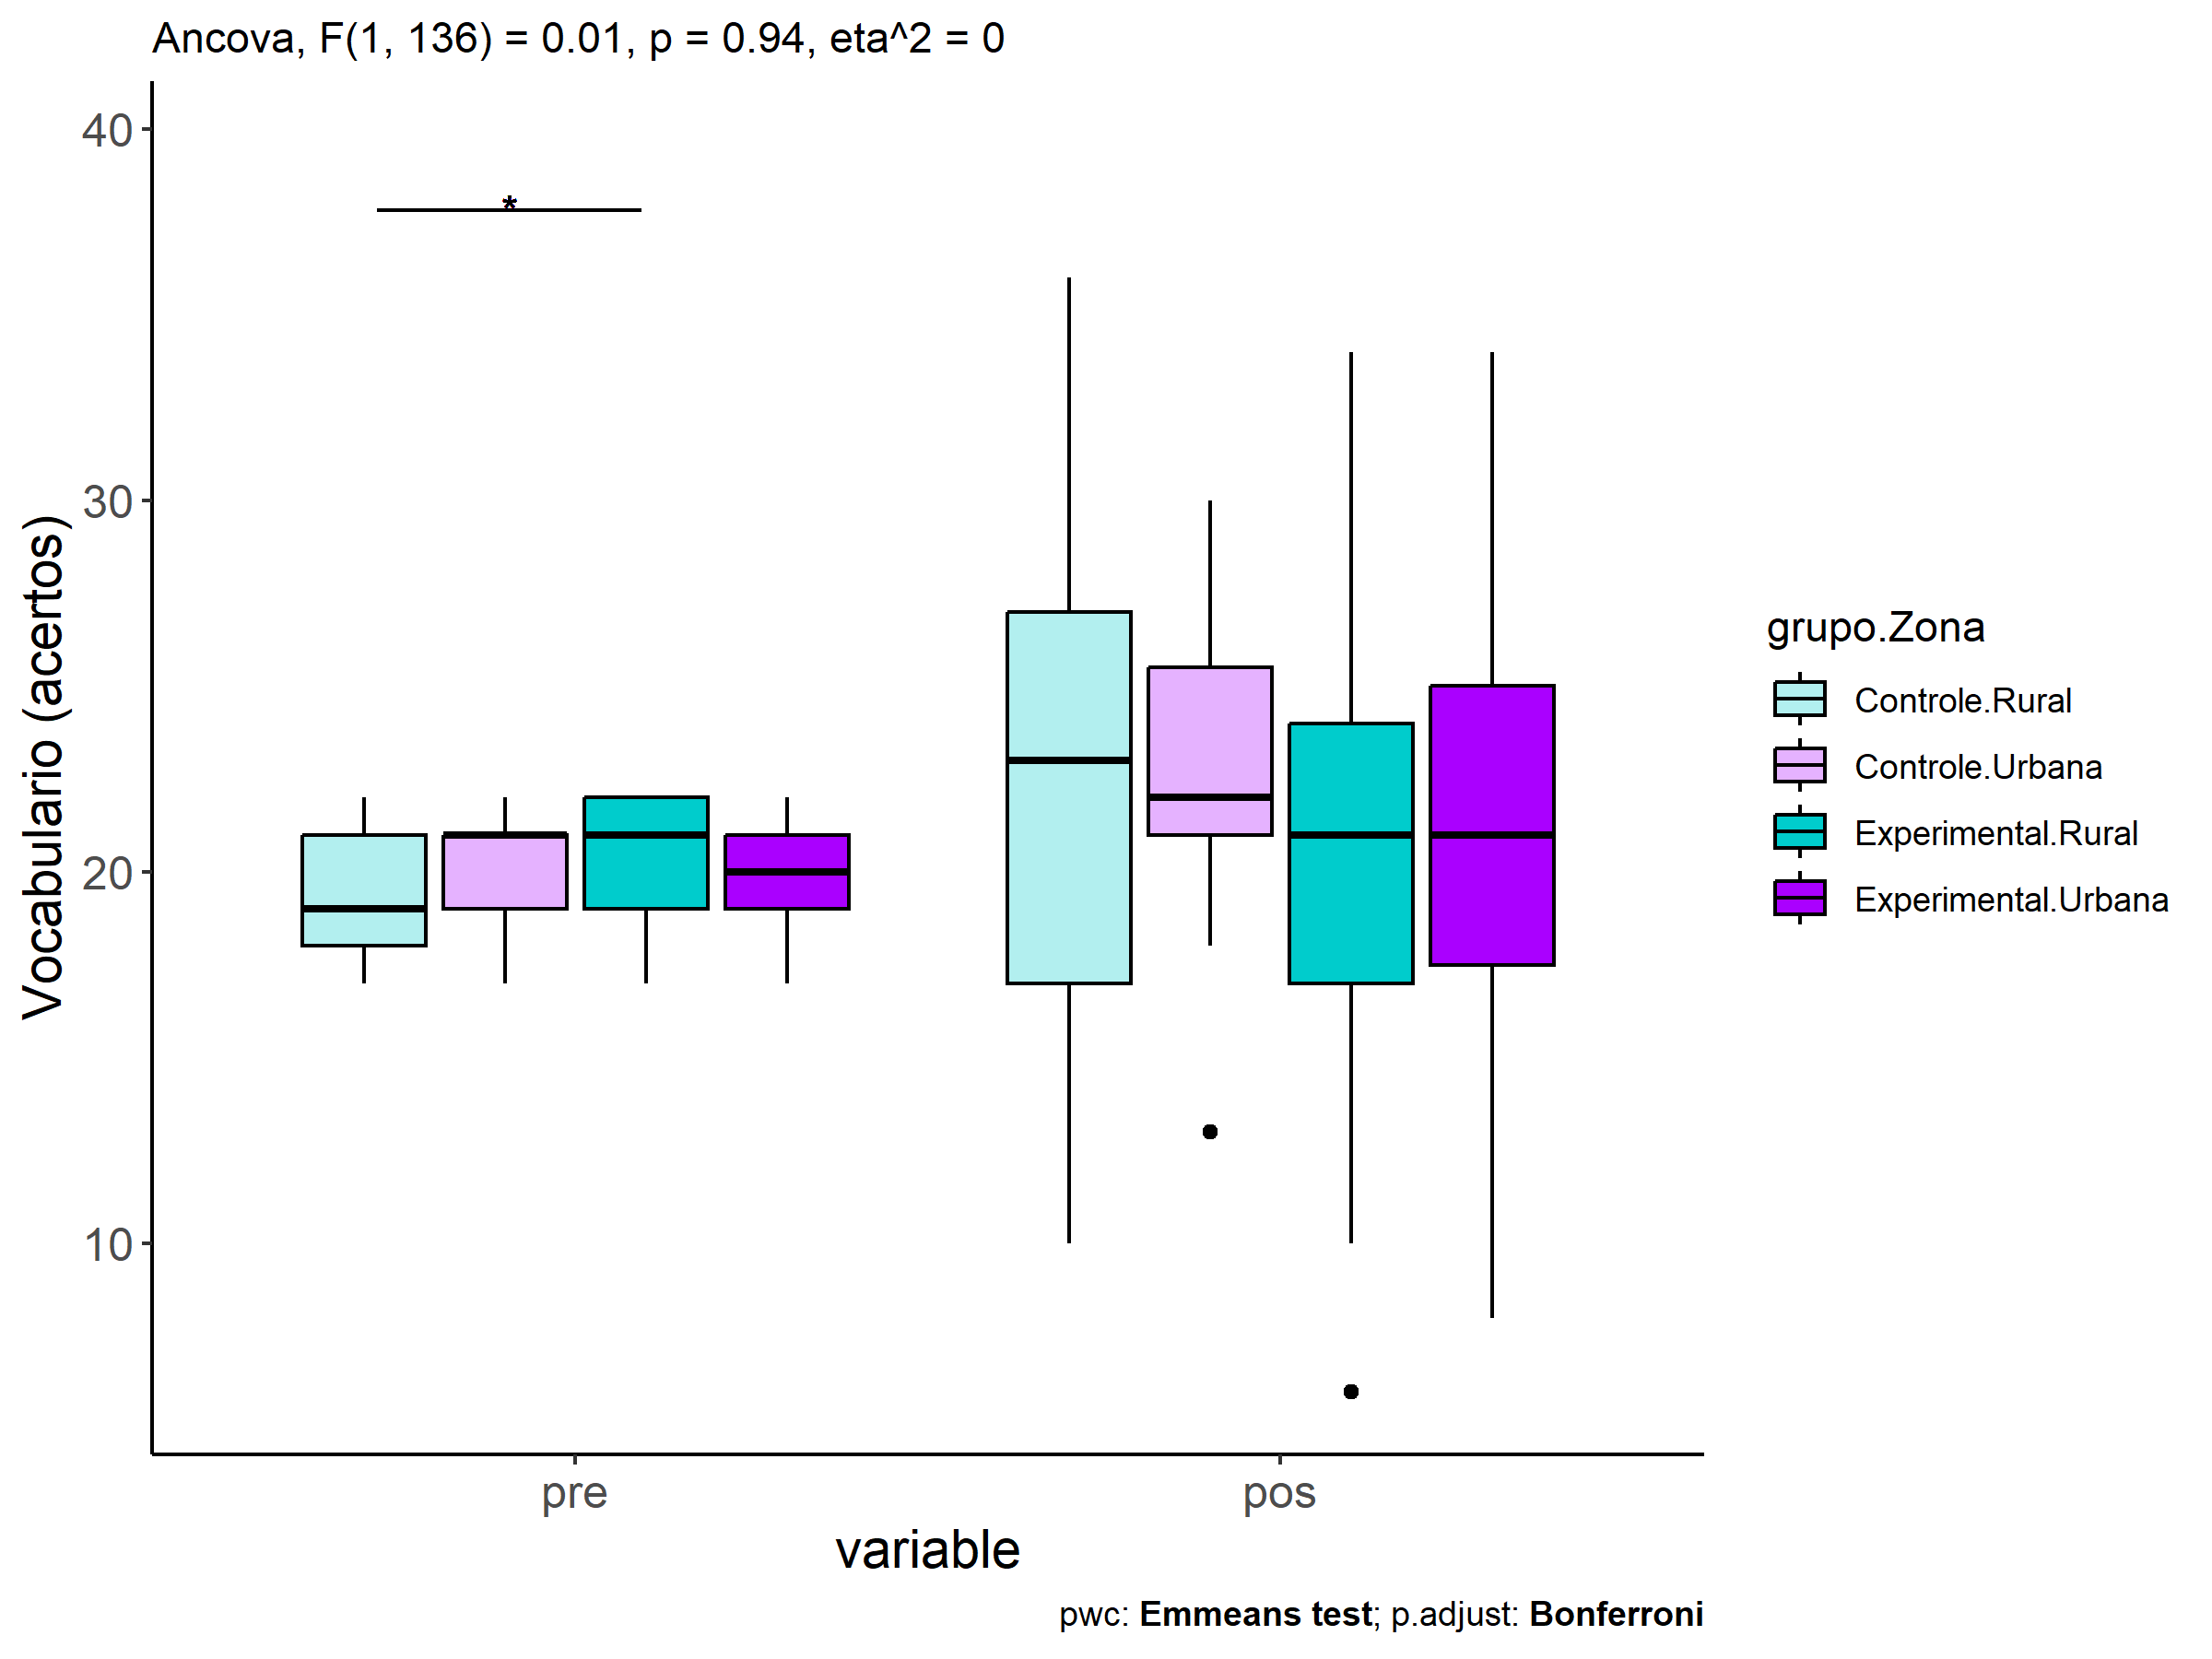 Ancova, F(1, 136) = 0.01, p = 0.94, eta^2 = 0
Vocabulario (acertos)
40
30
20
10
*
pre
pos
variable
grupo.Zona
Controle.Rural
Controle.Urbana
Experimental.Rural
Experimental.Urbana
pwc: Emmeans test; p.adjust: Bonferroni